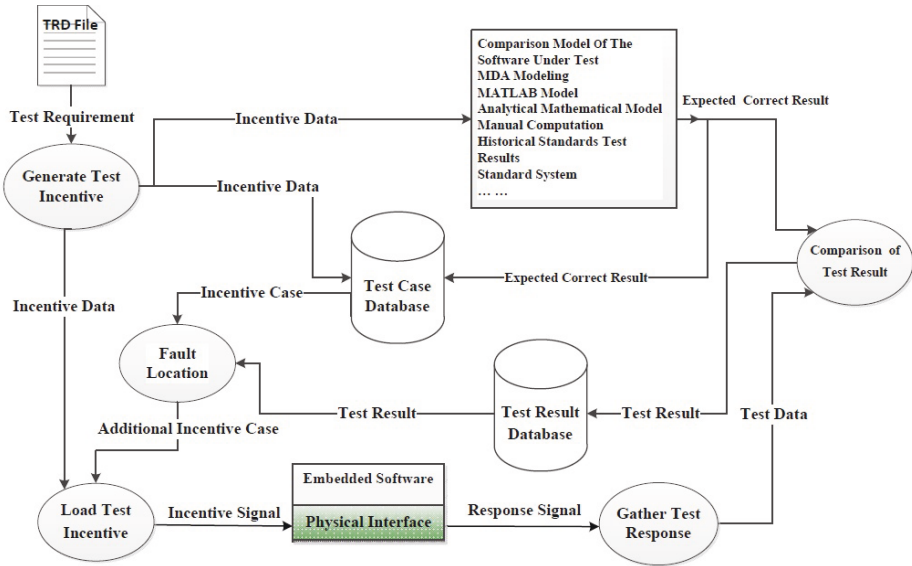 TRD File
Test Requirement
Generate Test
Incentive
Incentive Data
Incentive Data
Incentive Data
Comparison Model Of The
Software Under Test
MDA Modeling
MATLAB Model
Analytical Mathematical Model
Manual Computation
Historical Standards Test
Results
Standard System
... ...
Expected Correct Result
Comparison of
Test Result
Test Case
Database
Expected Correct Result
Incentive Case
Fault
Location
Test Result
Test Result
Database
Test Result
Test Data
Additional Incentive Case
Load Test
Incentive
Incentive Signal
Embedded Software
Physical Interface
Response Signal
Gather Test
Response